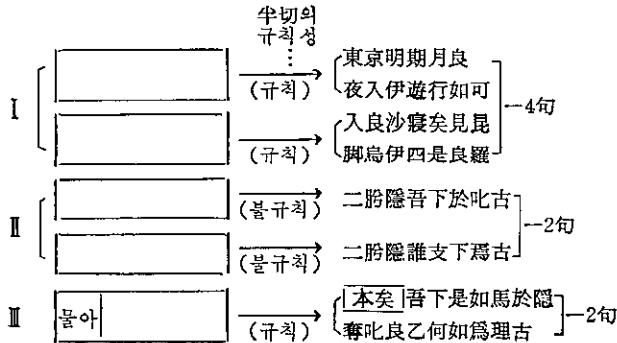 半切의
규칙성
Ⅰ
(규칙)
東京明期月良
夜入伊遊行如可
(규칙)
入良沙寢矣見昆
脚烏伊四是良羅
4句
Ⅱ
(불규칙)
二肹隱吾下於叱古
(불규칙)
二肹隱誰支下焉古
2句
Ⅲ
물아
(규칙)
本矣 吾下是如馬於隱
奪叱良乙何如爲理古
2句